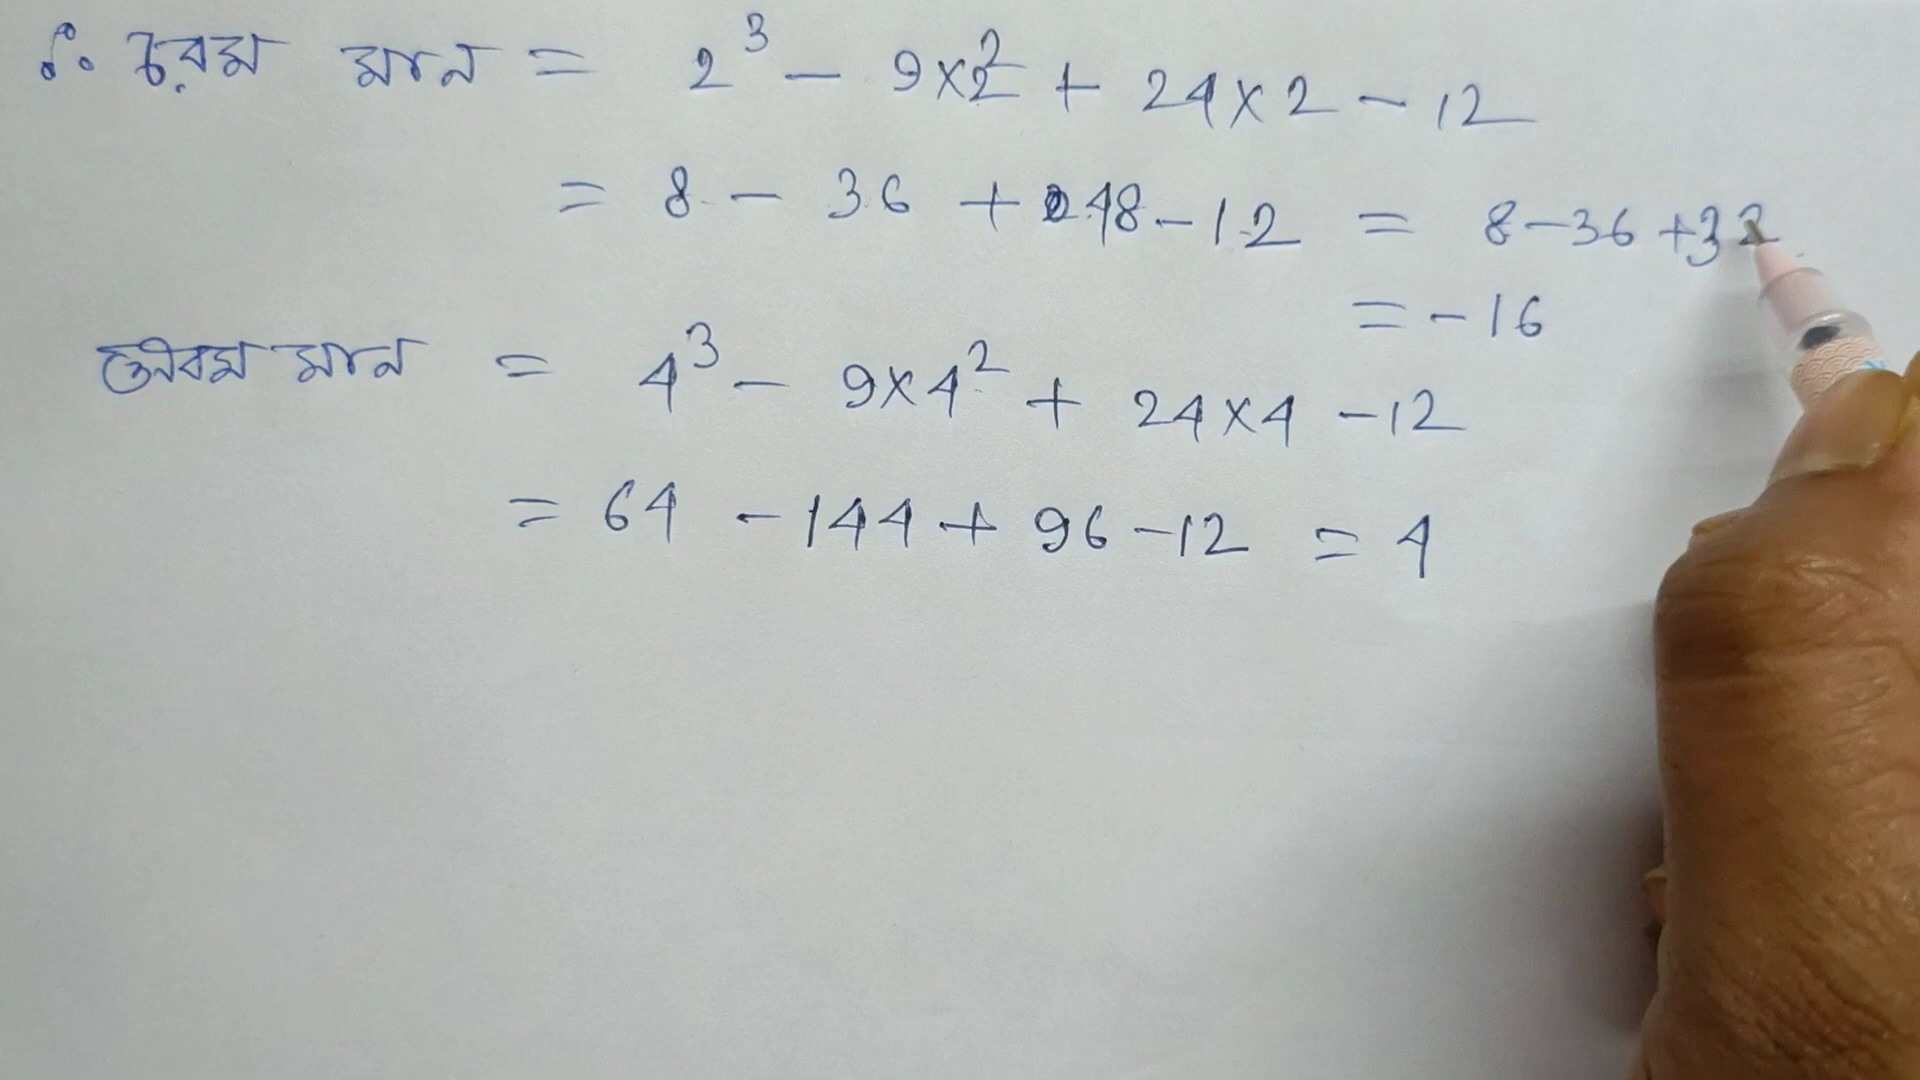 ∴ চরম মান = 2³ - 9×2² + 24×2 - 12
= 8 - 36 + 48 - 12 = 8 - 36 + 32
= -16
অবম মান = 4³ - 9×4² + 24×4 - 12
= 64 - 144 + 96 - 12 = 4